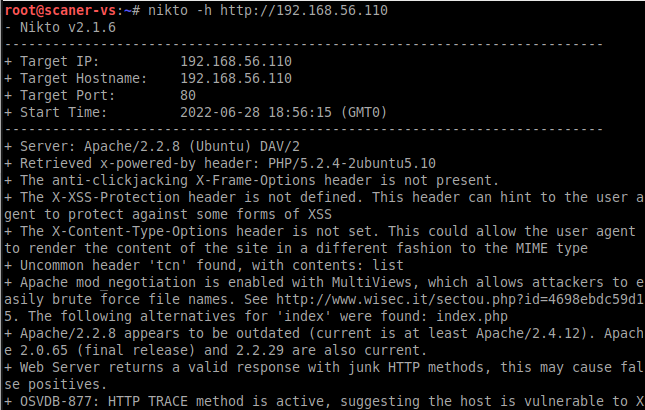 root@scaner-vs:~# nikto -h http://192.168.56.110
- Nikto v2.1.6
---------------------------------------------------------------------------
+ Target IP:          192.168.56.110
+ Target Hostname:    192.168.56.110
+ Target Port:        80
+ Start Time:         2022-06-28 18:56:15 (GMT0)
---------------------------------------------------------------------------
+ Server: Apache/2.2.8 (Ubuntu) DAV/2
+ Retrieved x-powered-by header: PHP/5.2.4-2ubuntu5.10
+ The anti-clickjacking X-Frame-Options header is not present.
+ The X-XSS-Protection header is not defined. This header can hint to the user a
gent to protect against some forms of XSS
+ The X-Content-Type-Options header is not set. This could allow the user agent
to render the content of the site in a different fashion to the MIME type
+ Uncommon header 'tcn' found, with contents: list
+ Apache mod_negotiation is enabled with MultiViews, which allows attackers to e
asily brute force file names. See http://www.wisec.it/sectou.php?id=4698ebdc59d1
5. The following alternatives for 'index' were found: index.php
+ Apache/2.2.8 appears to be outdated (current is at least Apache/2.4.12). Apach
e 2.0.65 (final release) and 2.2.29 are also current.
+ Web Server returns a valid response with junk HTTP methods, this may cause fal
se positives.
+ OSVDB-877: HTTP TRACE method is active, suggesting the host is vulnerable to X